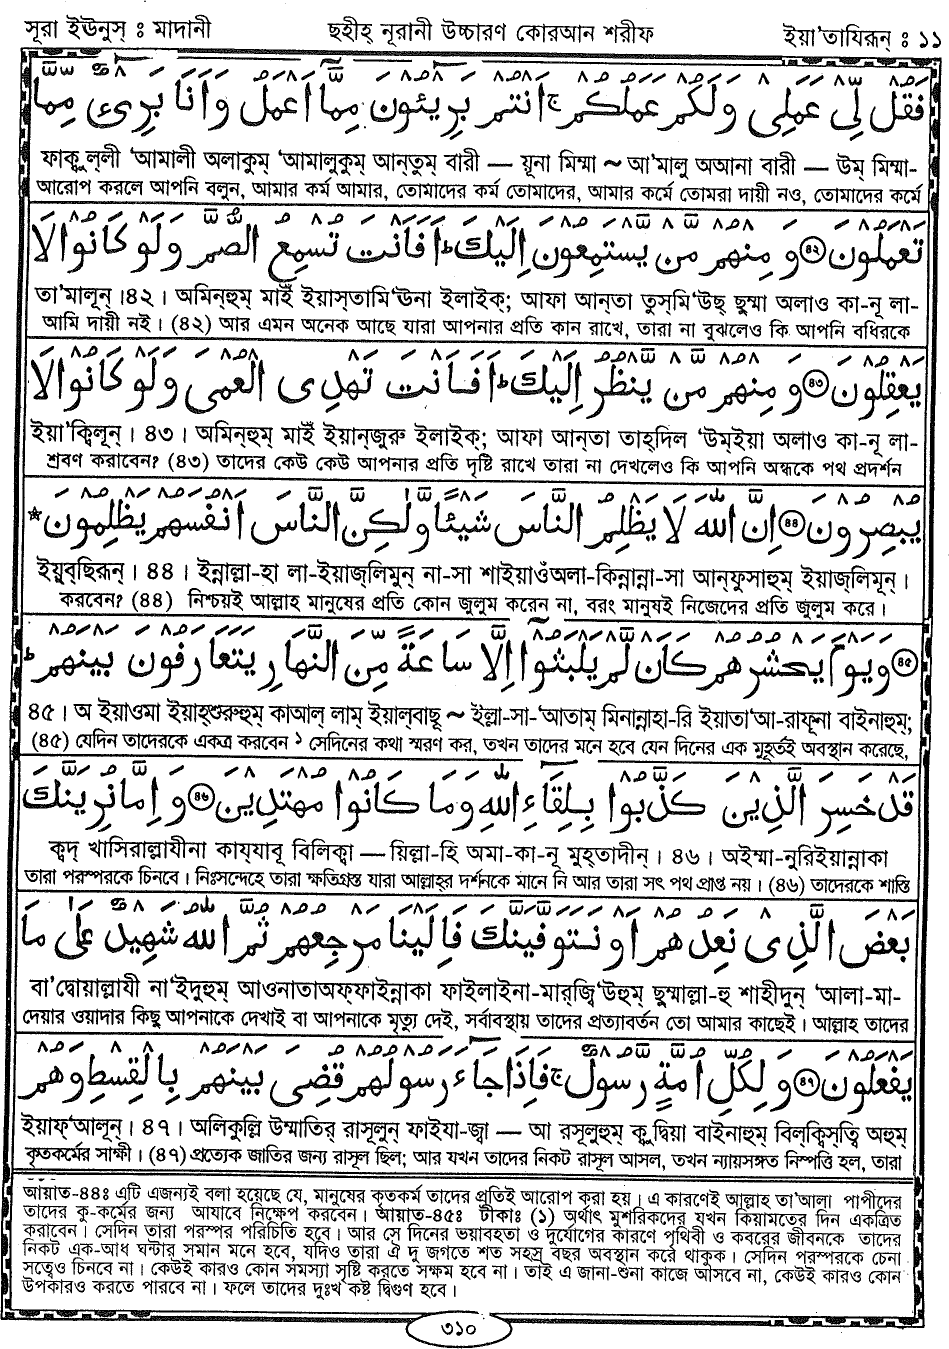 সূরা ইঊনুস্ : মাদানী
ছহীহ্ নূরানী উচ্চারণ কোরআন শরীফ
ইয়া'তাযিরূন্ : ১১
فَقُلْ لِّيْ عَمَلِيْ وَلَكُمْ عَمَلُكُمْ ۚ اَنْتُمْ بَرِيْٓئُوْنَ مِمَّآ اَعْمَلُ وَاَنَا بَرِيْٓءٌ مِّمَّا
ফাক্বুল্লী 'আমালী অলাকুম্ 'আমালুকুম্ আন্তুম্ বারী — য়ূনা মিম্মা ~ আ'মালু অআনা বারী — উম্ মিম্মা-
আরোপ করলে আপনি বলুন, আমার কর্ম আমার, তোমাদের কর্ম তোমাদের, আমার কর্মে তোমরা দায়ী নও, তোমাদের কর্মে
تَعْمَلُوْنَ ﴿۴۲﴾ وَمِنْهُمْ مَّنْ يَّسْتَمِعُوْنَ اِلَيْكَ ؕ اَفَاَنْتَ تُسْمِعُ الصُّمَّ وَلَوْ كَانُوْا لَا
তা'মালূন্ ।৪২ । অমিন্হুম্ মাইঁ ইয়াস্তামি'ঊনা ইলাইক্; আফা আন্তা তুস্মি'উছ্ ছুম্মা অলাও কা-নূ লা-
আমি দায়ী নই । (৪২) আর এমন অনেক আছে যারা আপনার প্রতি কান রাখে, তারা না বুঝলেও কি আপনি বধিরকে
يَعْقِلُوْنَ ﴿۴۳﴾ وَمِنْهُمْ مَّنْ يَّنْظُرُ اِلَيْكَ ؕ اَفَاَنْتَ تَهْدِى الْعُمْيَ وَلَوْ كَانُوْا لَا
ইয়া'ক্বিলূন্ । ৪৩ । অমিন্হুম্ মাইঁ ইয়ান্জুরু ইলাইক্; আফা আন্তা তাহ্দিল 'উম্ইয়া অলাও কা-নূ লা-
শ্রবণ করাবেন? (৪৩) তাদের কেউ কেউ আপনার প্রতি দৃষ্টি রাখে তারা না দেখলেও কি আপনি অন্ধকে পথ প্রদর্শন
يُبْصِرُوْنَ ﴿۴۴﴾ اِنَّ اللّٰهَ لَا يَظْلِمُ النَّاسَ شَيْئًا وَّلٰكِنَّ النَّاسَ اَنْفُسَهُمْ يَظْلِمُوْنَ *
ইয়ুব্ছিরূন্ । ৪৪ । ইন্নাল্লা-হা লা-ইয়াজ্লিমুন্ না-সা শাইয়াওঁঅলা-কিন্নান্না-সা আন্ফুসাহুম্ ইয়াজ্লিমূন্ ।
করবেন? (৪৪) নিশ্চয়ই আল্লাহ মানুষের প্রতি কোন জুলুম করেন না, বরং মানুষই নিজেদের প্রতি জুলুম করে ।
﴿۴۵﴾ وَيَوْمَ يَحْشُرُهُمْ كَاَنْ لَّمْ يَلْبَثُوْٓا اِلَّا سَاعَةً مِّنَ النَّهَارِ يَتَعَارَفُوْنَ بَيْنَهُمْ ؕ
৪৫ । অ ইয়াওমা ইয়াহ্শুরুহুম্ কাআল্ লাম্ ইয়াল্বাছূ ~ ইল্লা-সা-'আতাম্ মিনান্নাহা-রি ইয়াতা'আ-রাফূনা বাইনাহুম্;
(৪৫) যেদিন তাদেরকে একত্র করবেন ১ সেদিনের কথা স্মরণ কর, তখন তাদের মনে হবে যেন দিনের এক মুহূর্তই অবস্থান করেছে,
قَدْ خَسِرَ الَّذِيْنَ كَذَّبُوْا بِلِقَآءِ اللّٰهِ وَمَا كَانُوْا مُهْتَدِيْنَ ﴿۴۶﴾ وَاِمَّا نُرِيَنَّكَ
ক্বদ্ খাসিরাল্লাযীনা কায্যাবূ বিলিক্বা — য়িল্লা-হি অমা-কা-নূ মুহ্তাদীন্ । ৪৬ । অইম্মা-নুরিইয়ান্নাকা
তারা পরস্পরকে চিনবে । নিঃসন্দেহে তারা ক্ষতিগ্রস্ত যারা আল্লাহ্‌র দর্শনকে মানে নি আর তারা সৎ পথ প্রাপ্ত নয় । (৪৬) তাদেরকে শাস্তি
بَعْضَ الَّذِيْ نَعِدُهُمْ اَوْ نَتَوَفَّيَنَّكَ فَاِلَيْنَا مَرْجِعُهُمْ ثُمَّ اللّٰهُ شَهِيْدٌ عَلٰى مَا
বা'দ্বোয়াল্লাযী না'ইদুহুম্ আওনাতাঅফ্ফাইন্নাকা ফাইলাইনা-মার্জ্বি'উহুম্ ছুম্মাল্লা-হু শাহীদুন্ 'আলা-মা-
দেয়ার ওয়াদার কিছু আপনাকে দেখাই বা আপনাকে মৃত্যু দেই, সর্বাবস্থায় তাদের প্রত্যাবর্তন তো আমার কাছেই । আল্লাহ তাদের
يَفْعَلُوْنَ ﴿۴۷﴾ وَلِكُلِّ اُمَّةٍ رَّسُوْلٌ ۚ فَاِذَا جَآءَ رَسُوْلُهُمْ قُضِيَ بَيْنَهُمْ بِالْقِسْطِ وَهُمْ
ইয়াফ্'আলূন্ । ৪৭ । অলিকুল্লি উম্মাতির্ রাসূলুন্ ফাইযা-জ্বা — আ রসূলুহুম্ ক্বুদ্বিয়া বাইনাহুম্ বিল্ক্বিস্ত্বি অহুম্
কৃতকর্মের সাক্ষী । (৪৭) প্রত্যেক জাতির জন্য রাসূল ছিল; আর যখন তাদের নিকট রাসূল আসল, তখন ন্যায়সঙ্গত নিস্পত্তি হল, তারা
আয়াত-৪৪ঃ এটি এজন্যই বলা হয়েছে যে, মানুষের কৃতকর্ম তাদের প্রতিই আরোপ করা হয় । এ কারণেই আল্লাহ তা'আলা পাপীদের
তাদের কু-কর্মের জন্য আযাবে নিক্ষেপ করবেন । আয়াত-৪৫ঃ টীকাঃ (১) অর্থাৎ মুশরিকদের যখন কিয়ামতের দিন একত্রিত
করাবেন । সেদিন তারা পরস্পর পরিচিতি হবে । আর সে দিনের ভয়াবহতা ও দুর্যোগের কারণে পৃথিবী ও কবরের জীবনকে তাদের
নিকট এক-আধ ঘন্টার সমান মনে হবে, যদিও তারা ঐ দু জগতে শত সহস্র বছর অবস্থান করে থাকুক । সেদিন পরস্পরকে চেনা
সত্ত্বেও চিনবে না । কেউই কারও কোন সমস্যা সৃষ্টি করতে সক্ষম হবে না । তাই এ জানা-শুনা কাজে আসবে না, কেউই কারও কোন
উপকারও করতে পারবে না । ফলে তাদের দুঃখ কষ্ট দ্বিগুণ হবে ।
৩১০